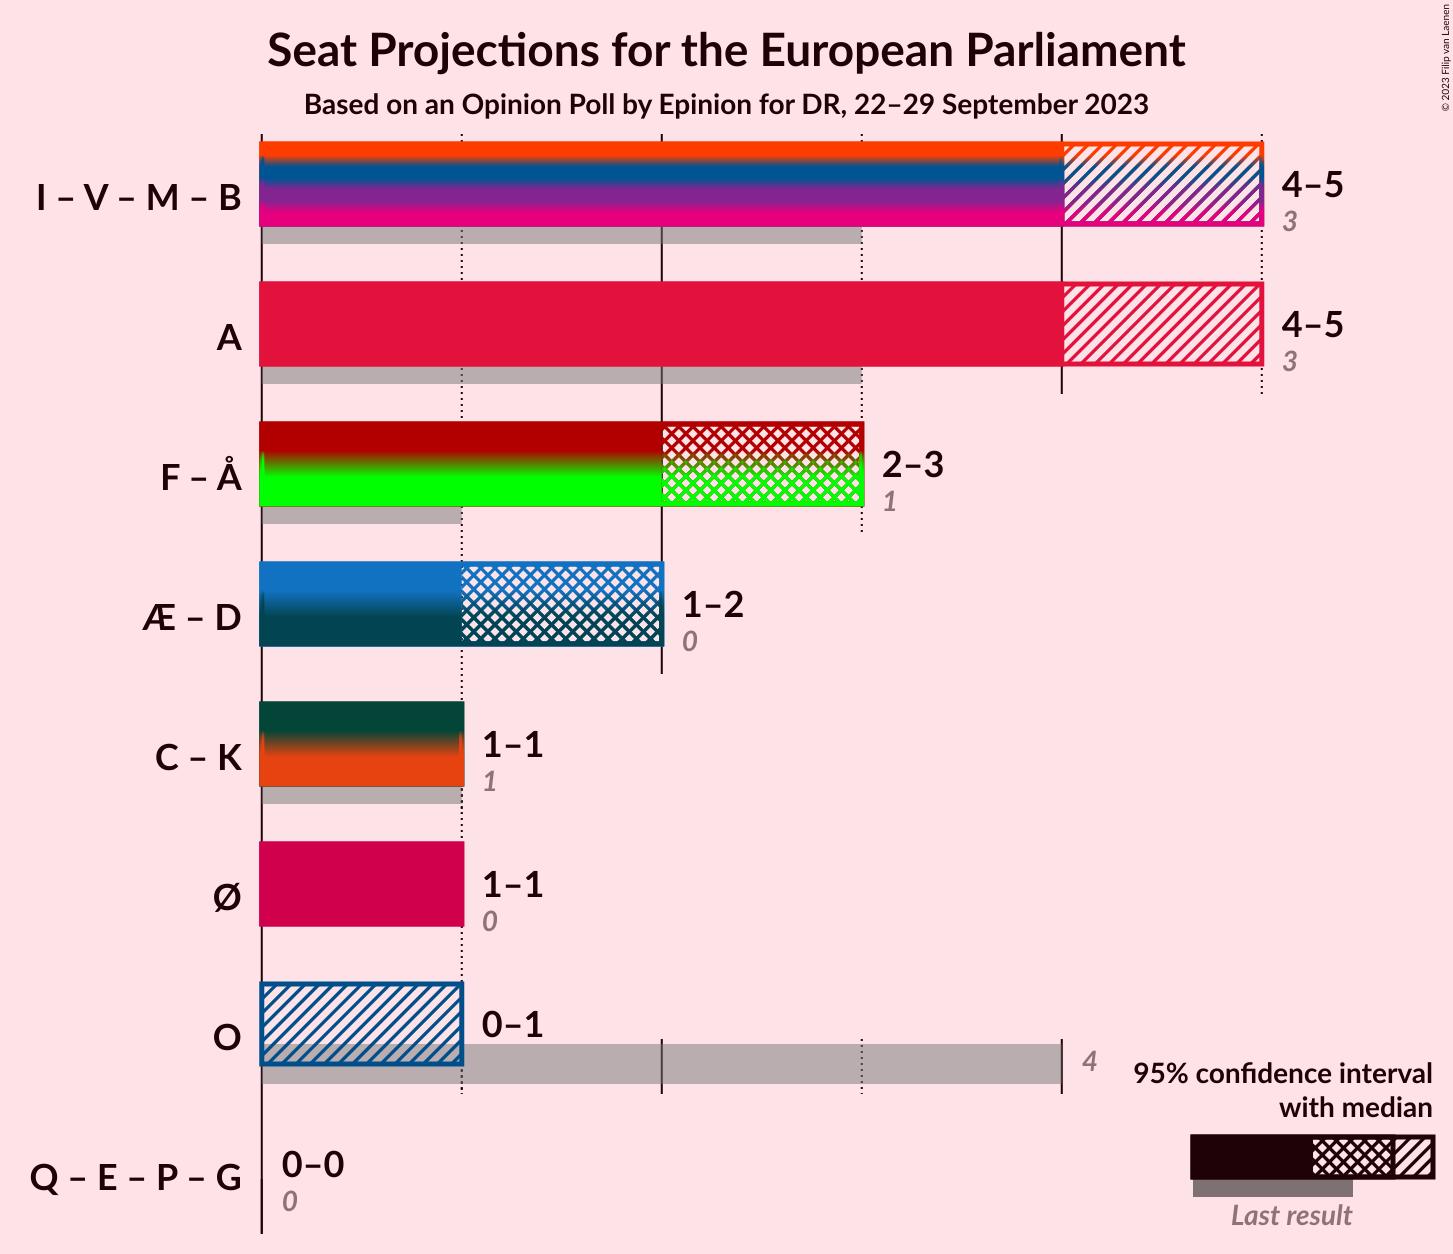 Seat Projections for the European Parliament
Based on an Opinion Poll by Epinion for DR, 22–29 September 2023
© 2023 Filip van Laenen
I – V – M – B
4–5
3
A
4–5
3
F – Å
2–3
1
Æ – D
1–2
0
C – K
1–1
1
Ø
1–1
0
O
0–1
4
Q – E – P – G
0–0
0
95% confidence interval
with median
Last result